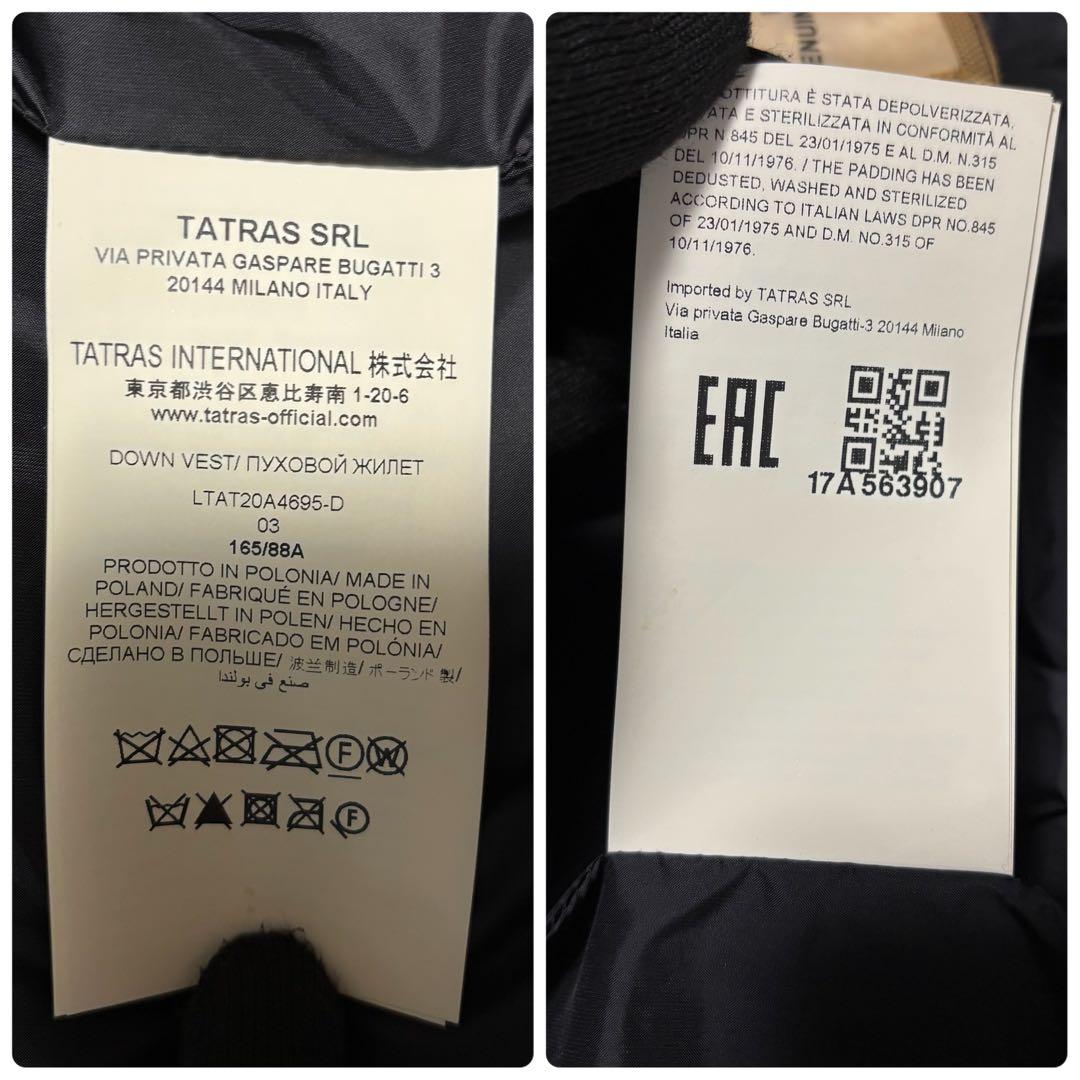 TATRAS SRL
VIA PRIVATA GASPARE BUGATTI 3
20144 MILANO ITALY
TATRAS INTERNATIONAL 株式会社
東京都渋谷区恵比寿南 1-20-6
www.tatras-official.com
DOWN VEST/ ПУХОВОЙ ЖИЛЕТ
LTAT20A4695-D
03
165/88A
PRODOTTO IN POLONIA/ MADE IN
POLAND/ FABRIQUÉ EN POLOGNE/
HERGESTELLT IN POLEN/ HECHO EN
POLONIA/ FABRICADO EM POLÓNIA/
СДЕЛАНО В ПОЛЬШЕ/ 波兰制造/ ポーランド 製/
صنع في بولندا
F W
F
È STATA DEPOLVERIZZATA,
E STERILIZZATA IN CONFORMITÀ AL
DPR N 845 DEL 23/01/1975 E AL D.M. N.315
DEL 10/11/1976. / THE PADDING HAS BEEN
DEDUSTED, WASHED AND STERILIZED
ACCORDING TO ITALIAN LAWS DPR NO.845
OF 23/01/1975 AND D.M. NO.315 OF
10/11/1976.
Imported by TATRAS SRL
Via privata Gaspare Bugatti-3 20144 Milano
Italia
EAC
17A563907